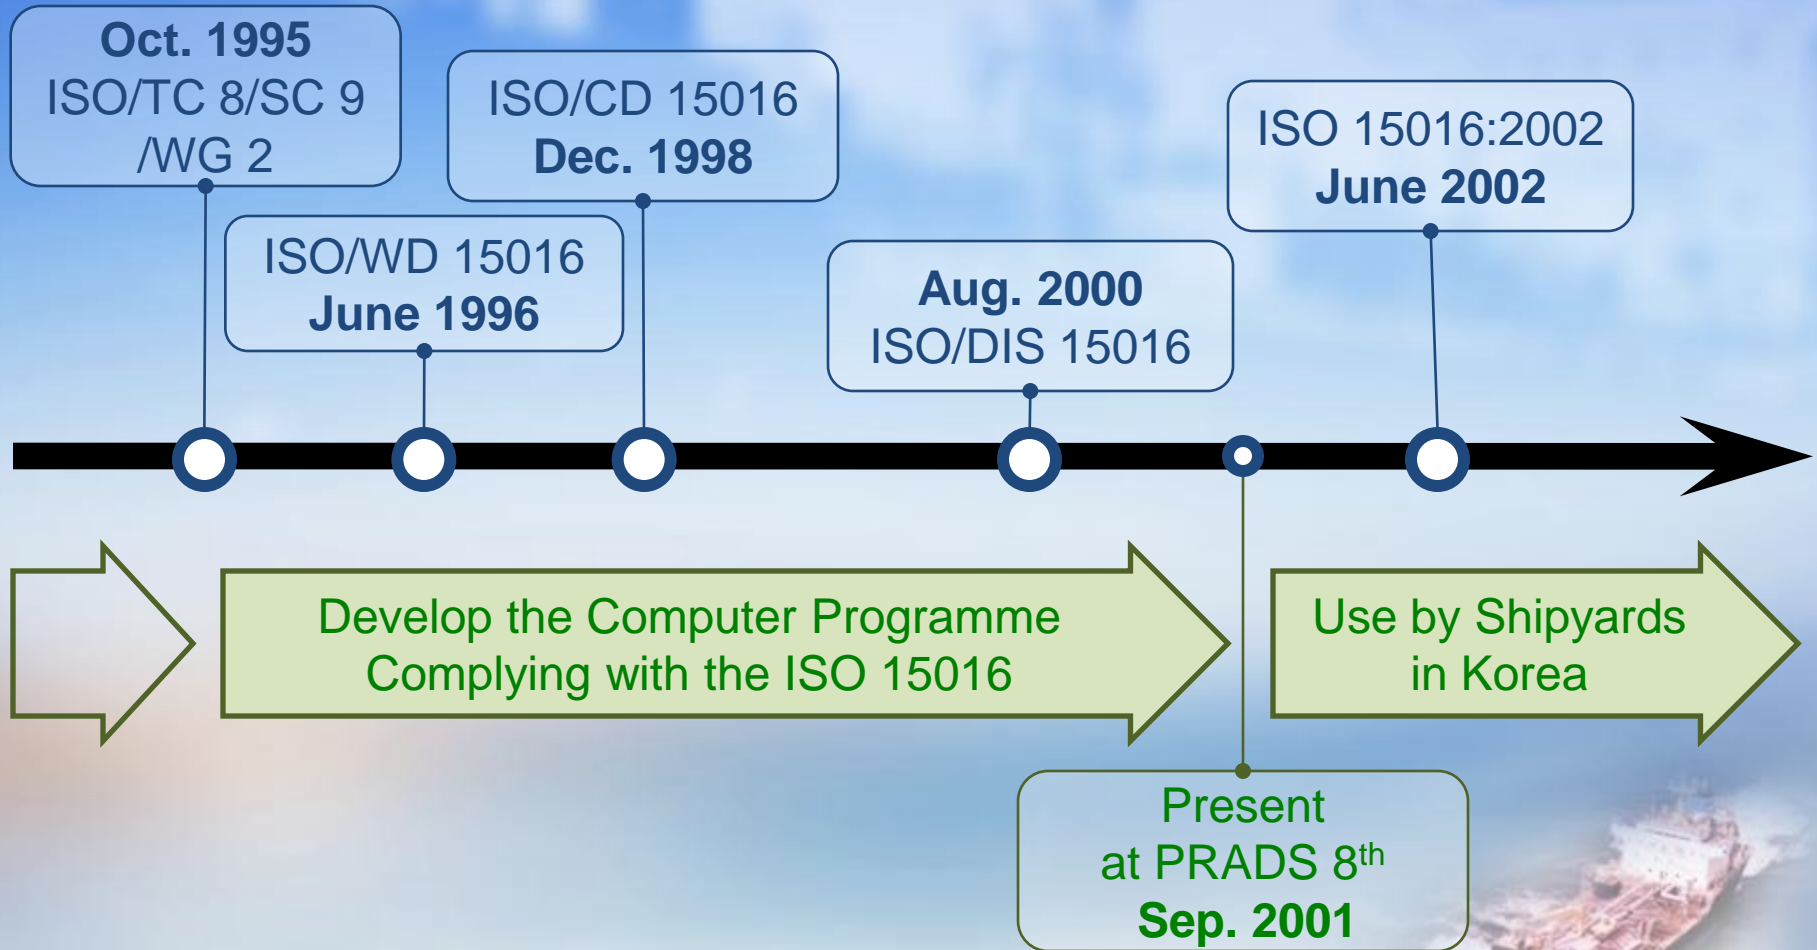 Oct. 1995
ISO/TC 8/SC 9
/WG 2
ISO/WD 15016
June 1996
ISO/CD 15016
Dec. 1998
Aug. 2000
ISO/DIS 15016
ISO 15016:2002
June 2002
Develop the Computer Programme
Complying with the ISO 15016
Use by Shipyards
in Korea
Present
at PRADS 8th
Sep. 2001